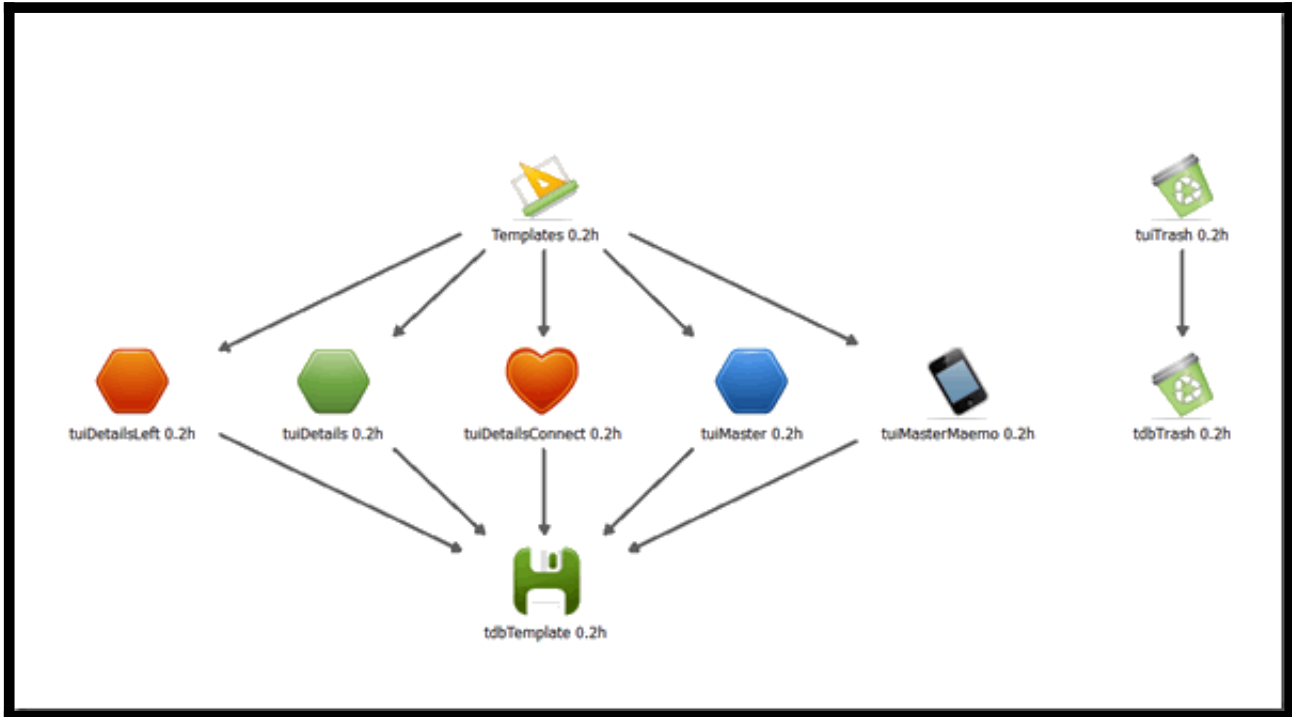 Templates 0.2h
tuiTrash 0.2h
tuiDetailsLeft 0.2h
tuiDetails 0.2h
tuiDetailsConnect 0.2h
tuiMaster 0.2h
tuiMasterMaemo 0.2h
tdbTrash 0.2h
tdbTemplate 0.2h